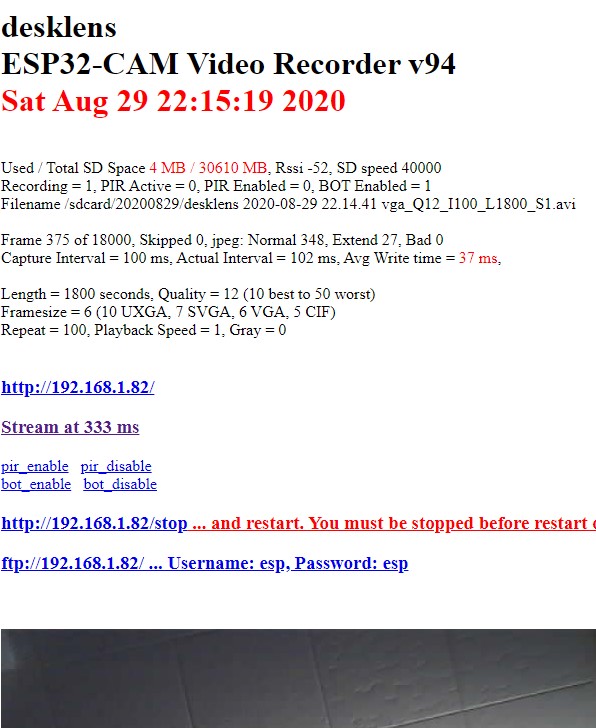 desklens
ESP32-CAM Video Recorder v94
Sat Aug 29 22:15:19 2020
Used / Total SD Space 4 MB / 30610 MB, Rssi -52, SD speed 40000
Recording = 1, PIR Active = 0, PIR Enabled = 0, BOT Enabled = 1
Filename /sdcard/20200829/desklens 2020-08-29 22.14.41 vga_Q12_I100_L1800_S1.avi
Frame 375 of 18000, Skipped 0, jpeg: Normal 348, Extend 27, Bad 0
Capture Interval = 100 ms, Actual Interval = 102 ms, Avg Write time = 37 ms,
Length = 1800 seconds, Quality = 12 (10 best to 50 worst)
Framesize = 6 (10 UXGA, 7 SVGA, 6 VGA, 5 CIF)
Repeat = 100, Playback Speed = 1, Gray = 0
http://192.168.1.82/
Stream at 333 ms
pir_enable pir_disable
bot_enable bot_disable
http://192.168.1.82/stop ... and restart. You must be stopped before restart
ftp://192.168.1.82/ ... Username: esp, Password: esp